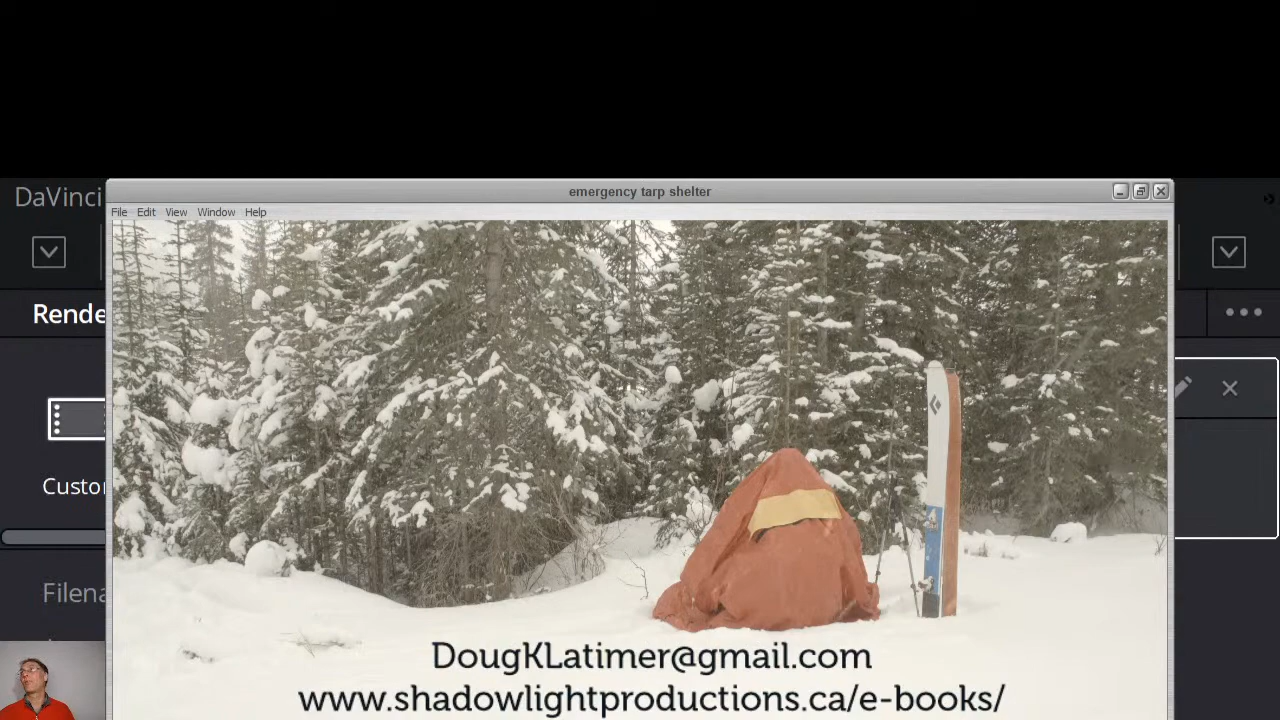 emergency tarp shelter
DaVinci
File Edit View Window Help
Rende
Custo
Filena
DougKLatimer@gmail.com
www.shadowlightproductions.ca/e-books/